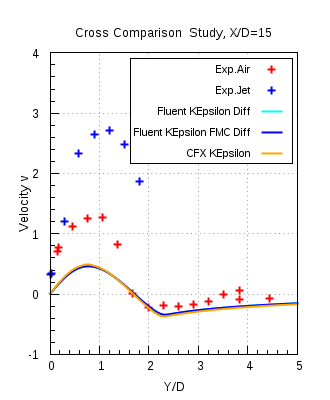 Cross Comparison  Study, X/D=15
4
3
2
1
0
-1
Velocity v
Exp.Air
Exp.Jet
Fluent KEpsilon Diff
Fluent KEpsilon FMC Diff
CFX KEpsilon
0 1 2 3 4 5
Y/D